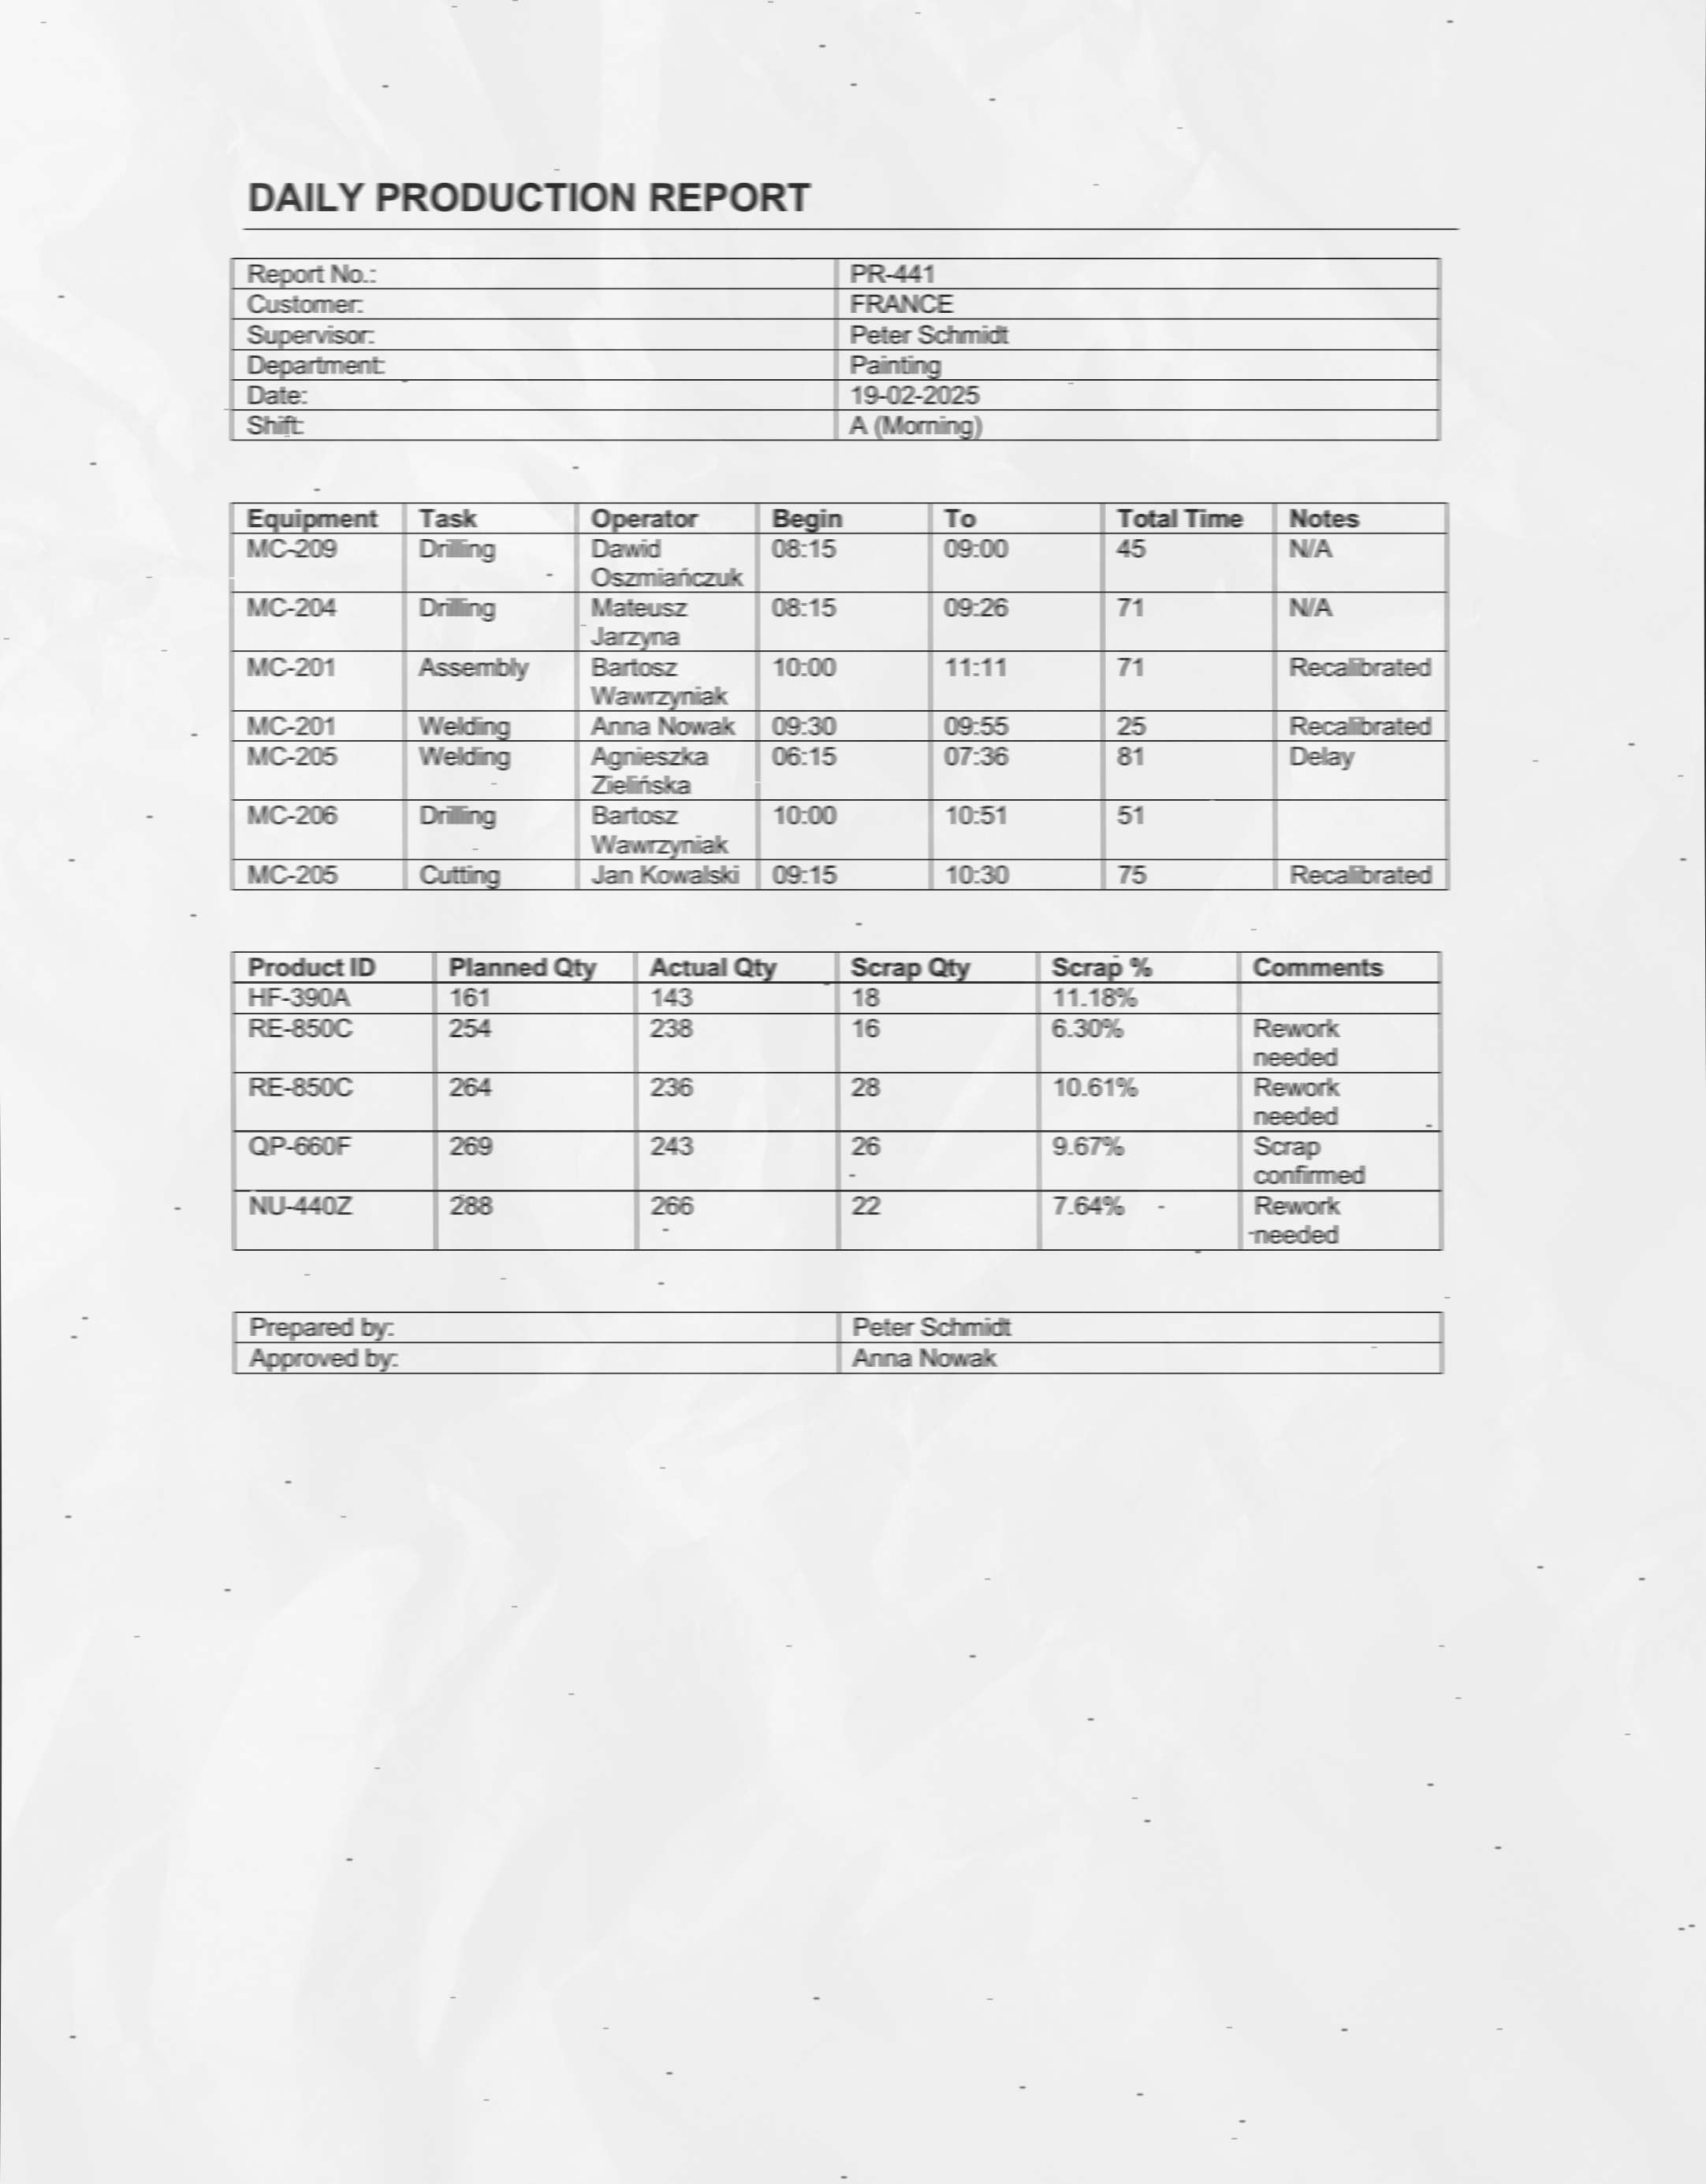 DAILY PRODUCTION REPORT
Report No.: PR-441
Customer: FRANCE
Supervisor: Peter Schmidt
Department: Painting
Date: 19-02-2025
Shift: A (Morning)
Equipment Task Operator Begin To Total Time Notes
MC-209 Drilling Dawid 08:15 09:00 45 N/A
Oszmiańczuk
MC-204 Drilling Mateusz 08:15 09:26 71 N/A
Jarzyna
MC-201 Assembly Bartosz 10:00 11:11 71 Recalibrated
Wawrzyniak
MC-201 Welding Anna Nowak 09:30 09:55 25 Recalibrated
MC-205 Welding Agnieszka 06:15 07:36 81 Delay
Zielińska
MC-206 Drilling Bartosz 10:00 10:51 51
Wawrzyniak
MC-205 Cutting Jan Kowalski 09:15 10:30 75 Recalibrated
Product ID Planned Qty Actual Qty Scrap Qty Scrap % Comments
HF-390A 161 143 18 11.18%
RE-850C 254 238 16 6.30% Rework
needed
RE-850C 264 236 28 10.61% Rework
needed
QP-660F 269 243 26 9.67% Scrap
confirmed
NU-440Z 288 266 22 7.64% Rework
needed
Prepared by: Peter Schmidt
Approved by: Anna Nowak